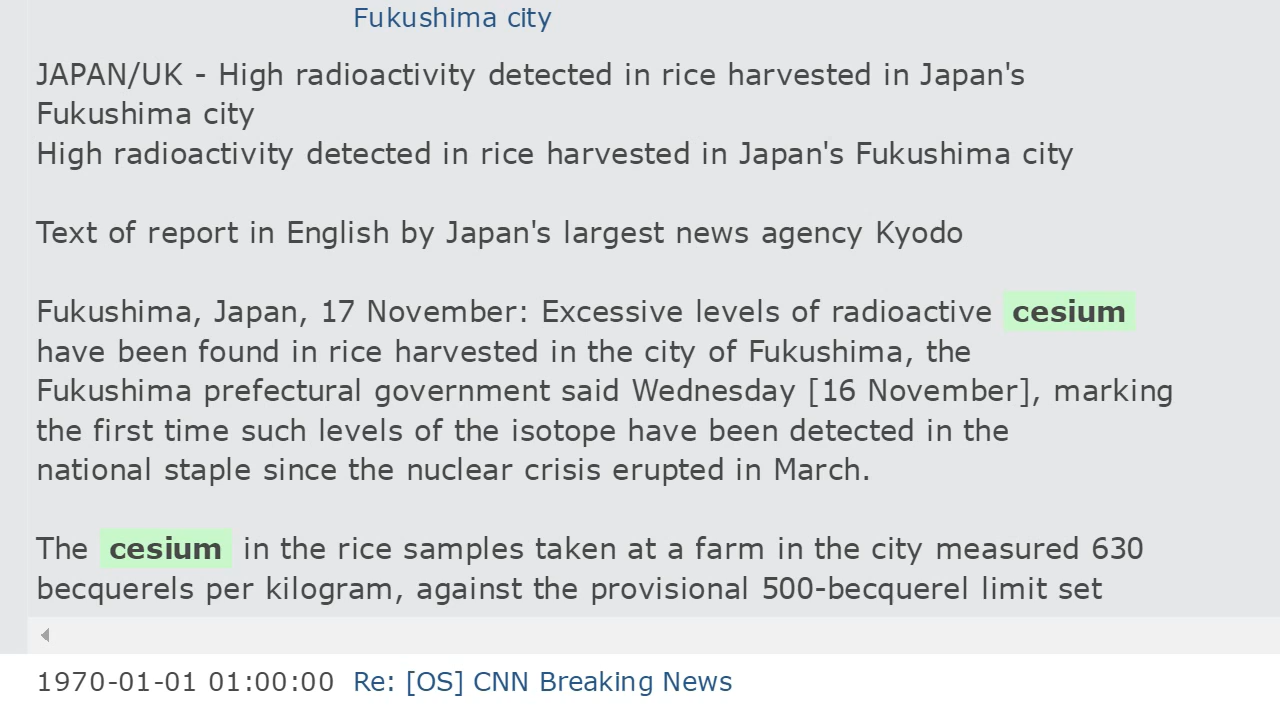 Fukushima city
JAPAN/UK - High radioactivity detected in rice harvested in Japan's
Fukushima city
High radioactivity detected in rice harvested in Japan's Fukushima city
Text of report in English by Japan's largest news agency Kyodo
Fukushima, Japan, 17 November: Excessive levels of radioactive cesium
have been found in rice harvested in the city of Fukushima, the
Fukushima prefectural government said Wednesday [16 November], marking
the first time such levels of the isotope have been detected in the
national staple since the nuclear crisis erupted in March.
The cesium in the rice samples taken at a farm in the city measured 630
becquerels per kilogram, against the provisional 500-becquerel limit set
1970-01-01 01:00:00 Re: [OS] CNN Breaking News